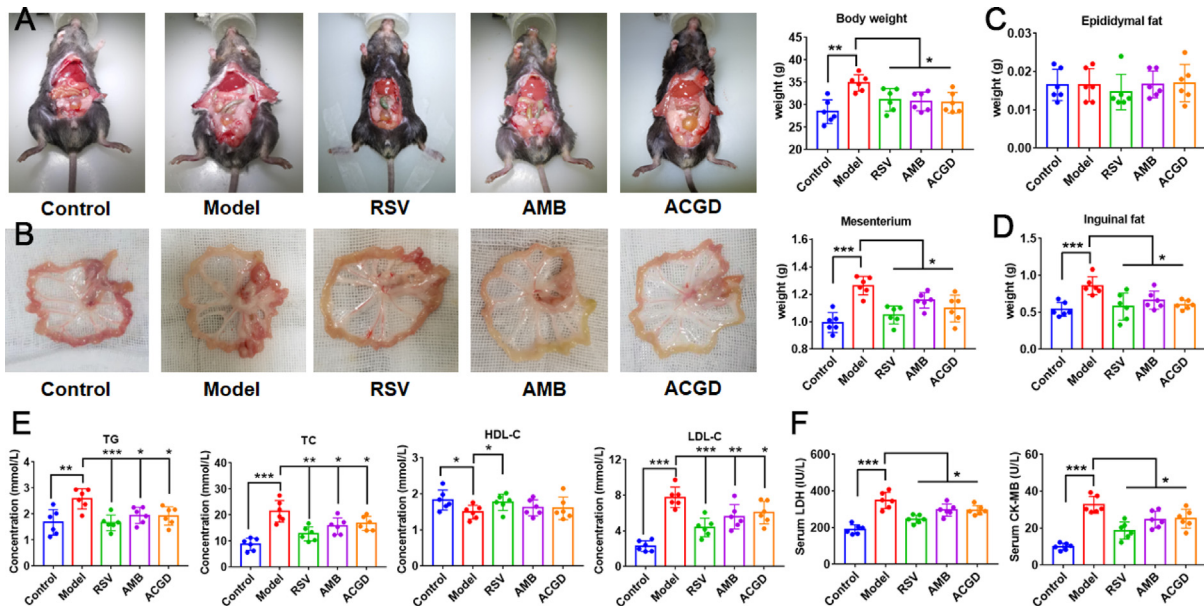 A
Control
Model
RSV
AMB
ACGD
Body weight
weight (g)
40
35
30
25
20
**
*
Control
Model
RSV
AMB
ACGD
C
Epididymal fat
weight (g)
0.03
0.02
0.01
0.00
Control
Model
RSV
AMB
ACGD
B
Control
Model
RSV
AMB
ACGD
Mesenterium
weight (g)
1.6
1.4
1.2
1.0
0.8
***
*
Control
Model
RSV
AMB
ACGD
D
Inguinal fat
weight (g)
1.5
1.0
0.5
0.0
***
*
Control
Model
RSV
AMB
ACGD
E
TG
Concentration (mmol/L)
4
3
2
1
0
**
***
*
*
Control
Model
RSV
AMB
ACGD
TC
Concentration (mmol/L)
40
30
20
10
0
***
**
*
*
Control
Model
RSV
AMB
ACGD
HDL-C
Concentration (mmol/L)
3
2
1
0
*
*
Control
Model
RSV
AMB
ACGD
LDL-C
Concentration (mmol/L)
12
9
6
3
0
***
***
**
*
Control
Model
RSV
AMB
ACGD
F
Serum LDH (IU/L)
600
400
200
0
***
*
Control
Model
RSV
AMB
ACGD
Serum CK-MB (U/L)
60
40
20
0
***
*
Control
Model
RSV
AMB
ACGD